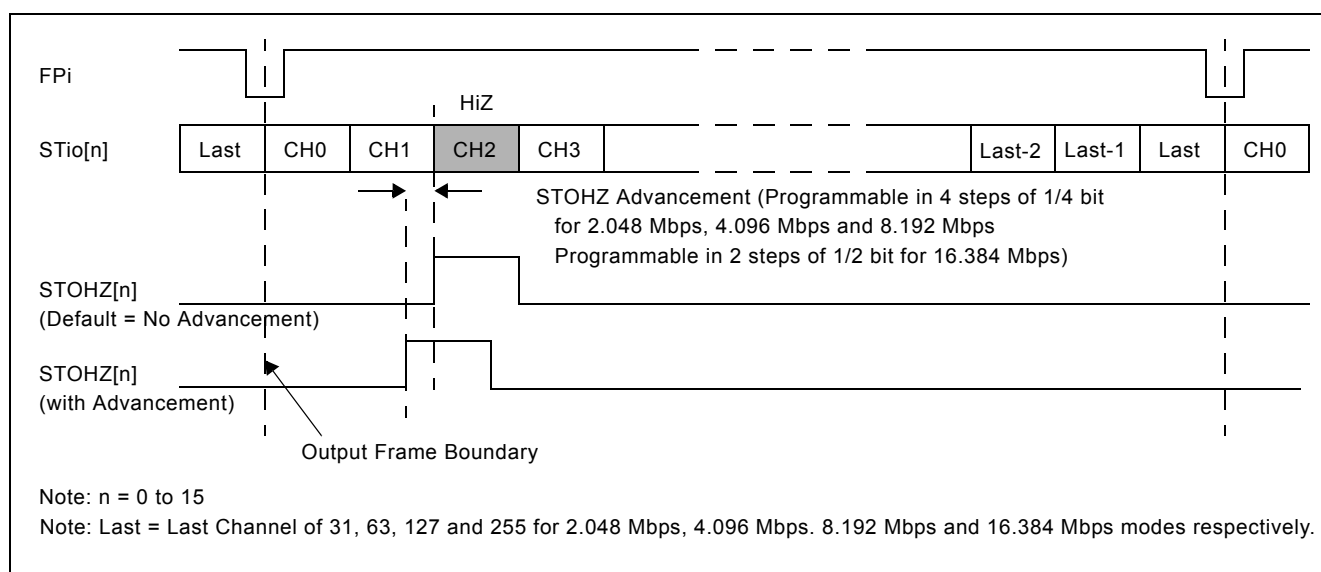 FPi
HiZ
STio[n]
Last CH0 CH1 CH2 CH3 Last-2 Last-1 Last CH0
STOHZ Advancement (Programmable in 4 steps of 1/4 bit
for 2.048 Mbps, 4.096 Mbps and 8.192 Mbps
Programmable in 2 steps of 1/2 bit for 16.384 Mbps)
STOHZ[n]
(Default = No Advancement)
STOHZ[n]
(with Advancement)
Output Frame Boundary
Note: n = 0 to 15
Note: Last = Last Channel of 31, 63, 127 and 255 for 2.048 Mbps, 4.096 Mbps. 8.192 Mbps and 16.384 Mbps modes respectively.